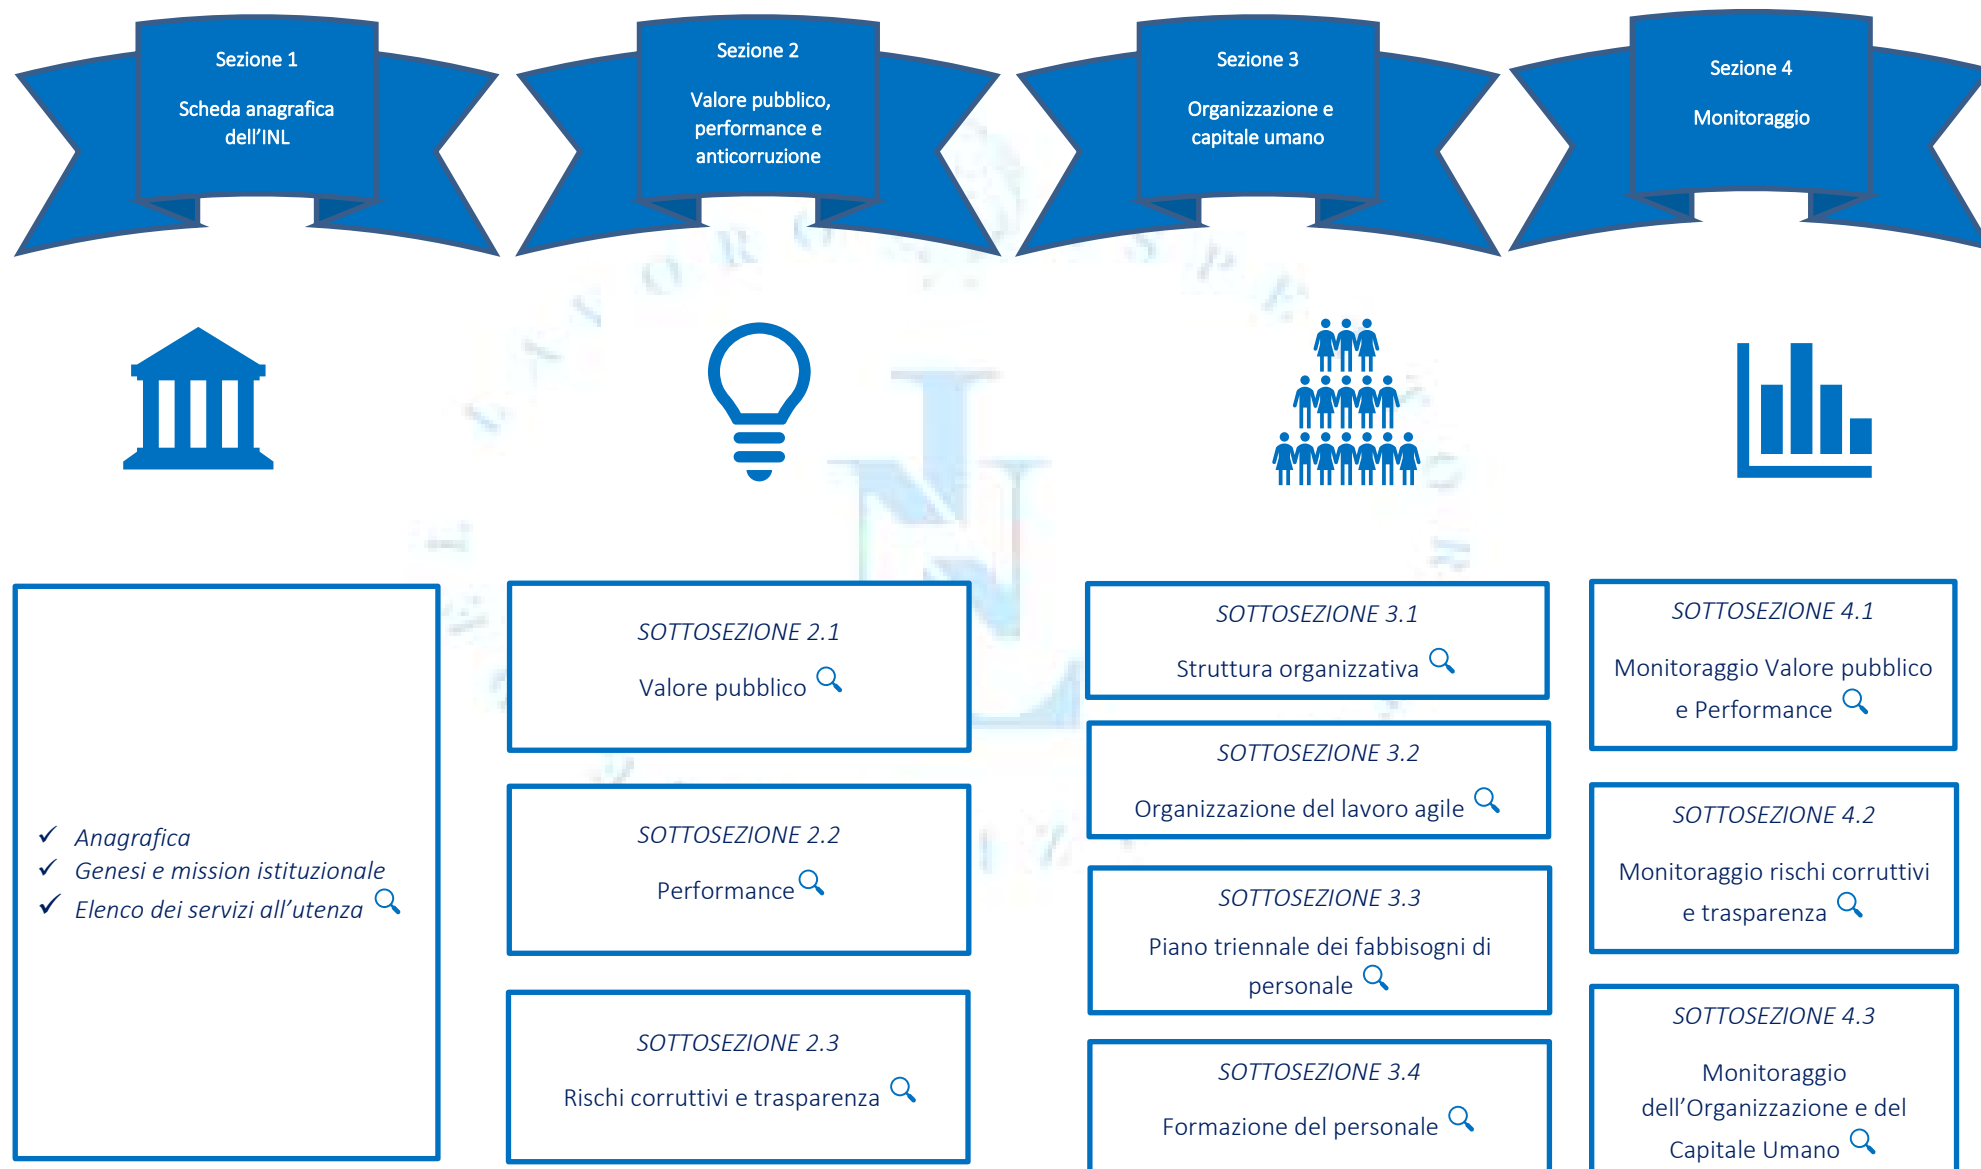 Sezione 1
Scheda anagrafica
dell’INL
Sezione 2
Valore pubblico,
performance e
anticorruzione
Sezione 3
Organizzazione e
capitale umano
Sezione 4
Monitoraggio
✓ Anagrafica
✓ Genesi e mission istituzionale
✓ Elenco dei servizi all’utenza
SOTTOSEZIONE 2.1
Valore pubblico
SOTTOSEZIONE 2.2
Performance
SOTTOSEZIONE 2.3
Rischi corruttivi e trasparenza
SOTTOSEZIONE 3.1
Struttura organizzativa
SOTTOSEZIONE 3.2
Organizzazione del lavoro agile
SOTTOSEZIONE 3.3
Piano triennale dei fabbisogni di
personale
SOTTOSEZIONE 3.4
Formazione del personale
SOTTOSEZIONE 4.1
Monitoraggio Valore pubblico
e Performance
SOTTOSEZIONE 4.2
Monitoraggio rischi corruttivi
e trasparenza
SOTTOSEZIONE 4.3
Monitoraggio
dell’Organizzazione e del
Capitale Umano